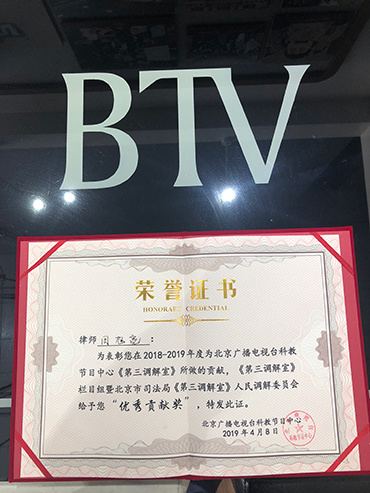 BTV
荣誉证书
HONORARY CREDENTIAL
律师
为表彰您在2018-2019年度为北京广播电视台科教
节目中心《第三调解室》所做的贡献，《第三调解室》
栏目组暨北京市司法局《第三调解室》人民调解委员会
给予您“优秀贡献奖”，特发此证。
北京广播电视台科教节目中心
2019年4月8日